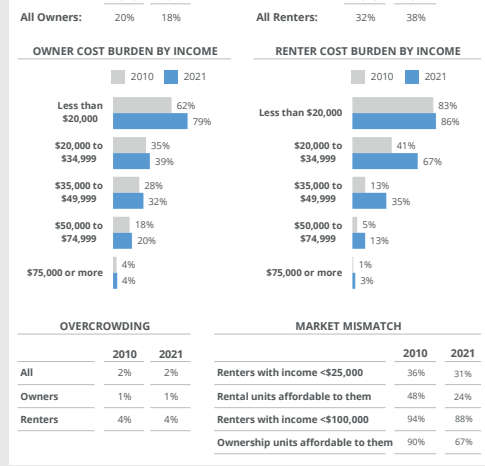 All Owners: 20% 18%
All Renters: 32% 38%
OWNER COST BURDEN BY INCOME
2010 2021
Less than
$20,000
62%
79%
$20,000 to
$34,999
35%
39%
$35,000 to
$49,999
28%
32%
$50,000 to
$74,999
18%
20%
$75,000 or more
4%
4%
RENTER COST BURDEN BY INCOME
2010 2021
Less than $20,000
83%
86%
$20,000 to
$34,999
41%
67%
$35,000 to
$49,999
13%
35%
$50,000 to
$74,999
5%
13%
$75,000 or more
1%
3%
OVERCROWDING
2010 2021
All 2% 2%
Owners 1% 1%
Renters 4% 4%
MARKET MISMATCH
2010 2021
Renters with income <$25,000 36% 31%
Rental units affordable to them 48% 24%
Renters with income <$100,000 94% 88%
Ownership units affordable to them 90% 67%